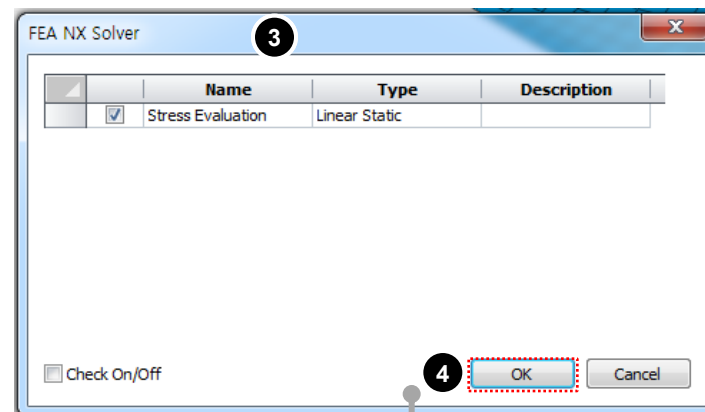 FEA NX Solver
3
x
Name Type Description
Stress Evaluation Linear Static
Check On/Off
4
OK
Cancel